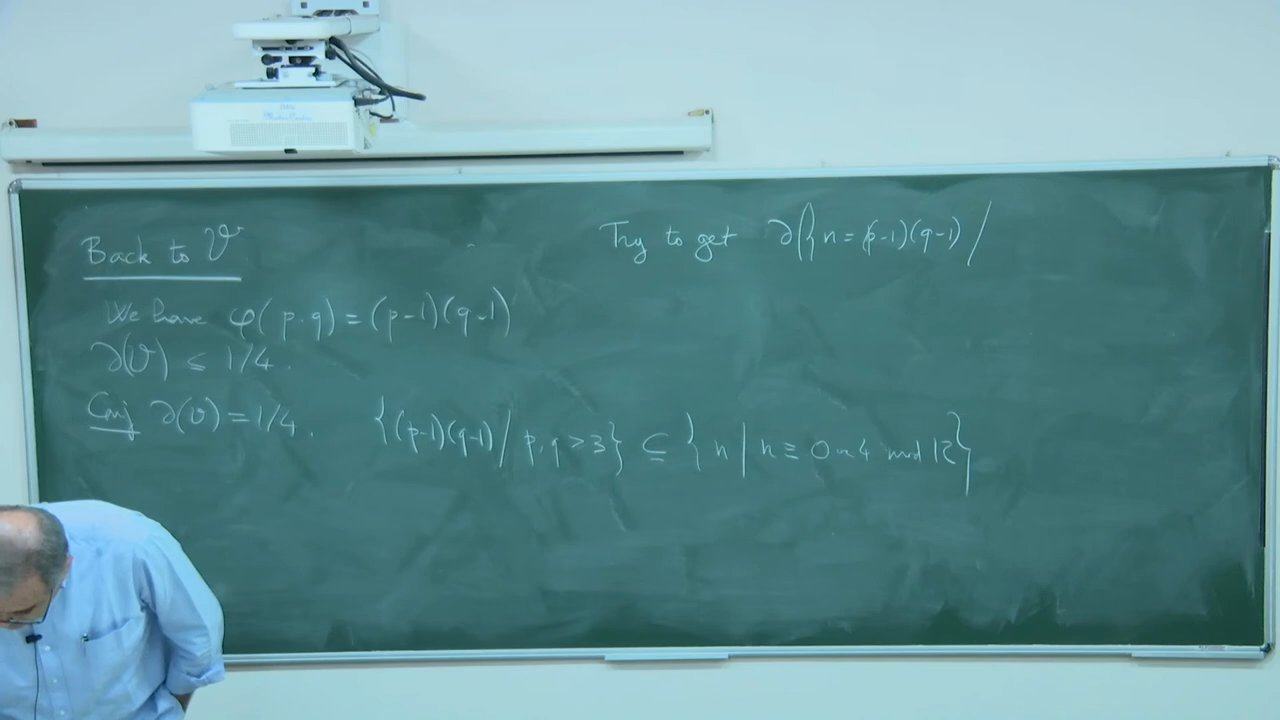 Back to 𝒱
We have φ(p·q) = (p-1)(q-1)
∂(𝒱) ≤ 1/4.
Conj ∂(𝒱) = 1/4. {(p-1)(q-1) / p, q > 3} ⊆ {n | n ≡ 0 or 4 mod 12}
Try to get ∂({n = (p-1)(q-1) /